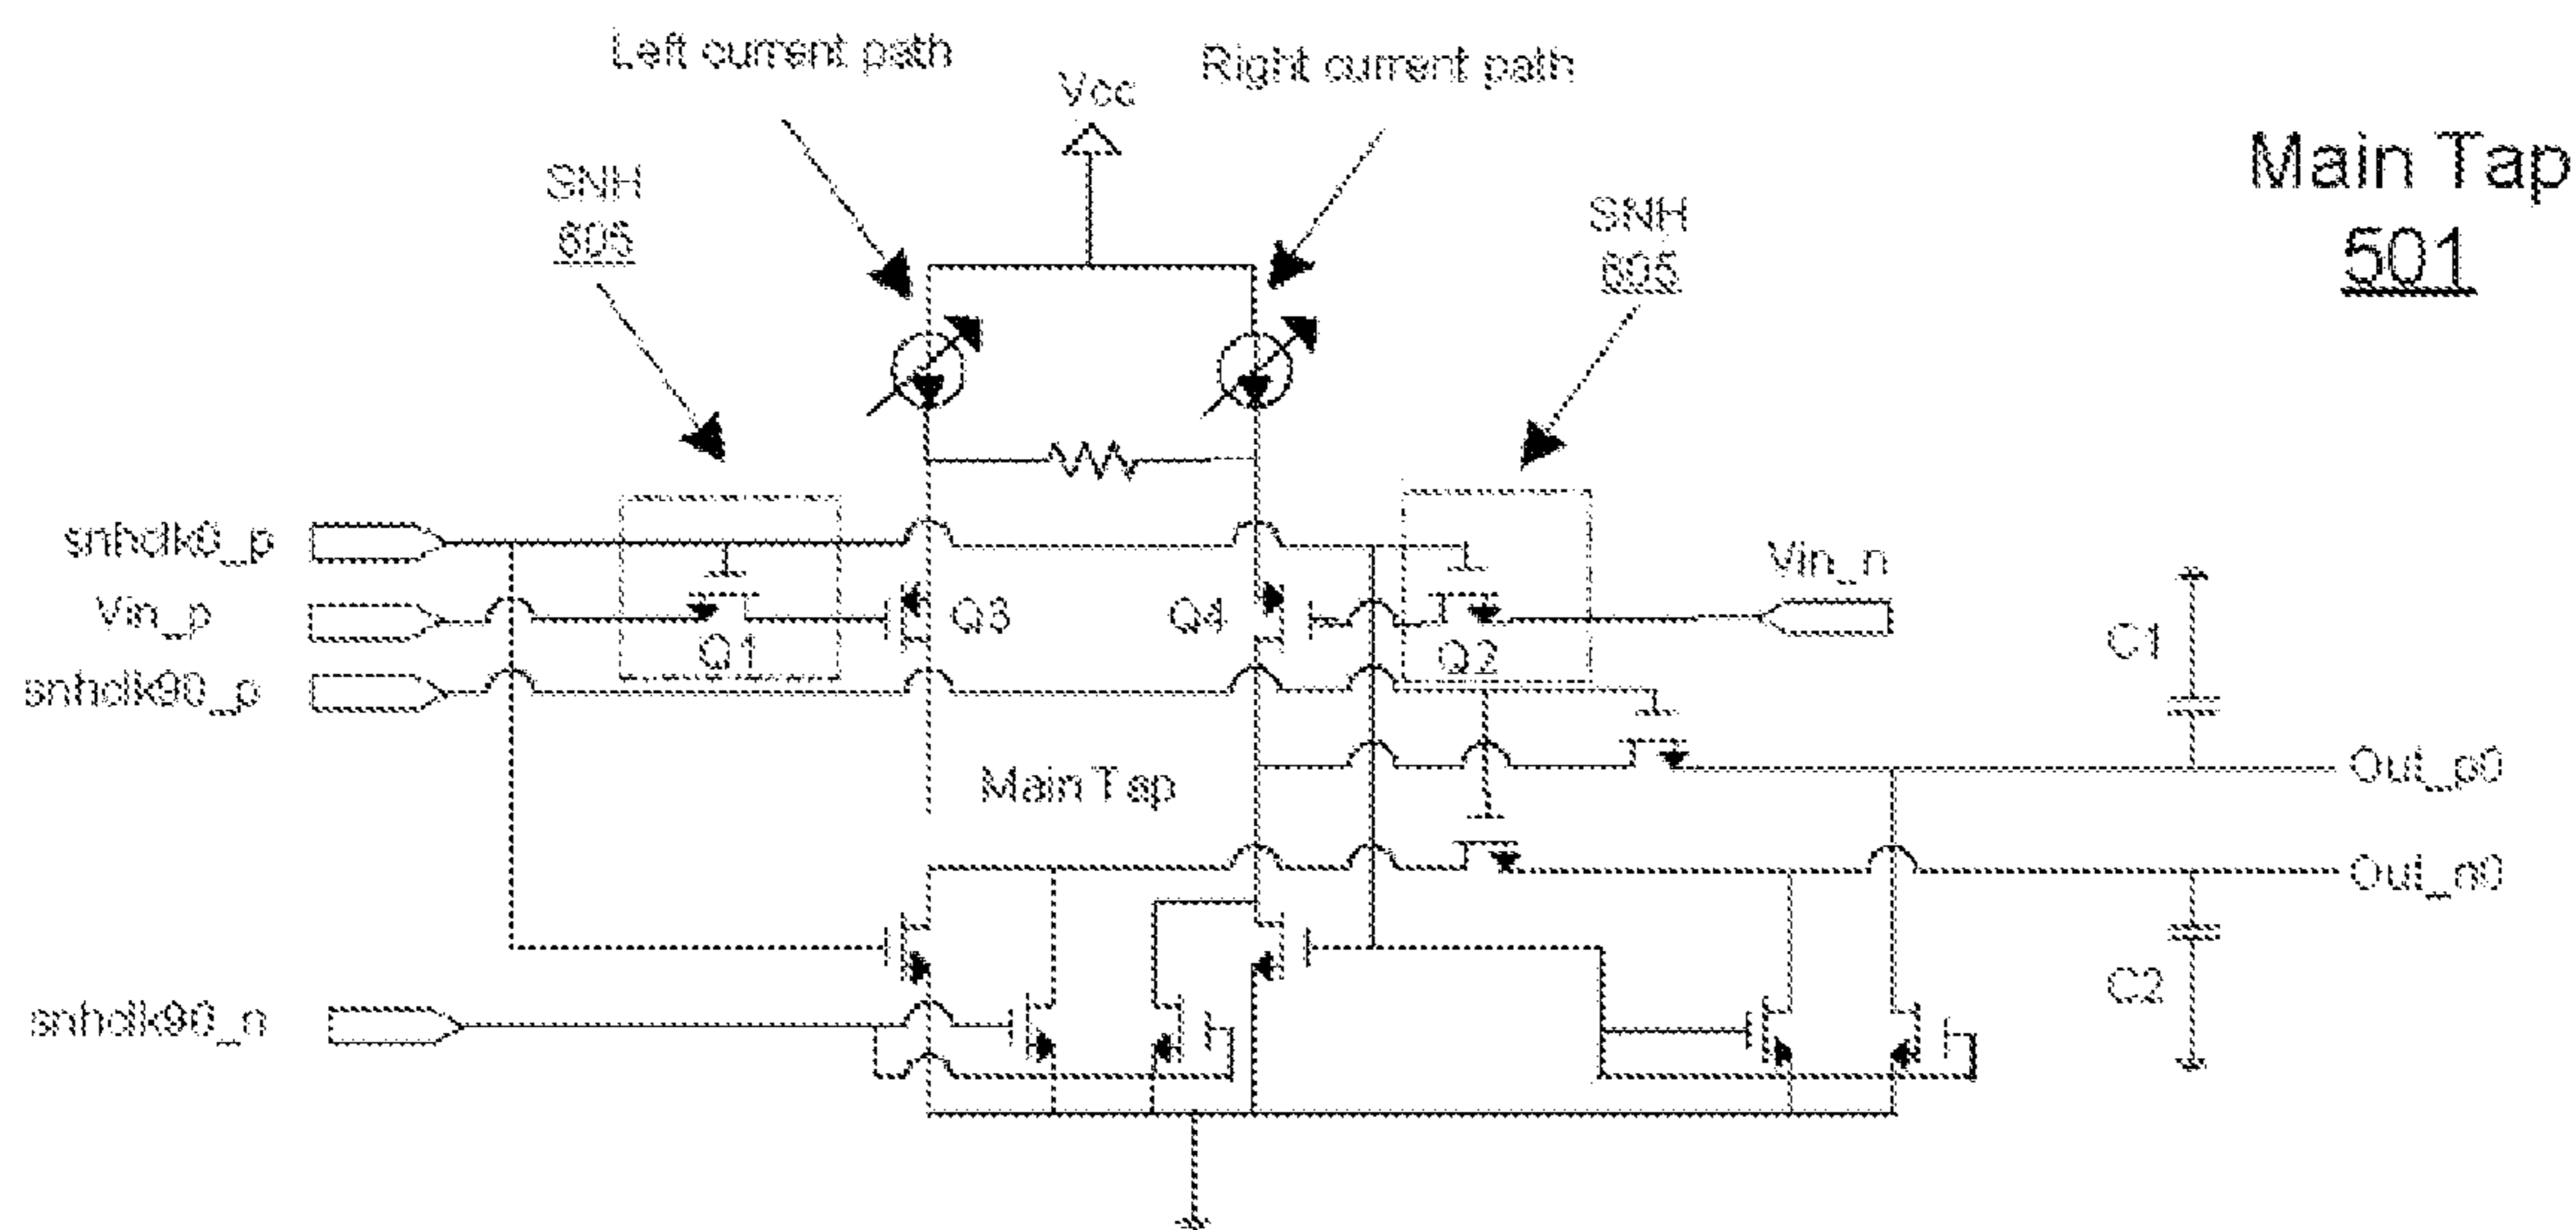 Left current path
Right current path
Vcc
Main Tap
501
SNH
605
SNH
605
snhclk0_p
Vin_p
snhclk90_p
Q1
Q3
Q4
Q2
Vin_n
C1
Main Tap
Out_p0
Out_n0
C2
snhclk90_n